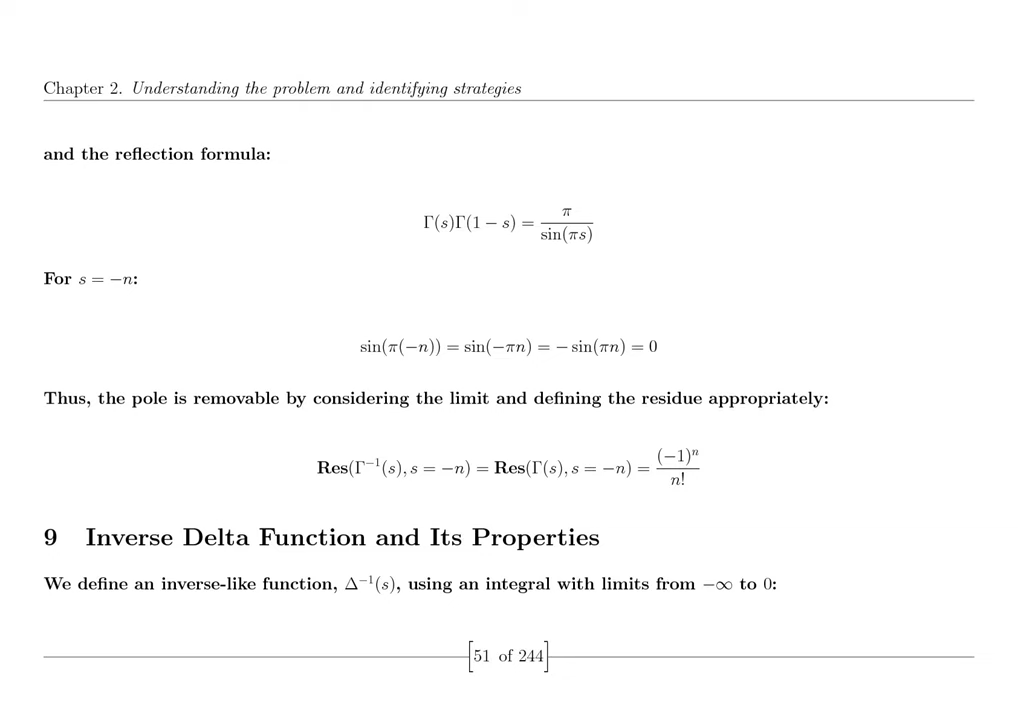 Chapter 2. Understanding the problem and identifying strategies
and the reflection formula:
Γ(s)Γ(1 − s) = π / sin(πs)
For s = −n:
sin(π(−n)) = sin(−πn) = − sin(πn) = 0
Thus, the pole is removable by considering the limit and defining the residue appropriately:
Res(Γ⁻¹(s), s = −n) = Res(Γ(s), s = −n) = (−1)ⁿ / n!
9 Inverse Delta Function and Its Properties
We define an inverse-like function, Δ⁻¹(s), using an integral with limits from −∞ to 0:
[51 of 244]